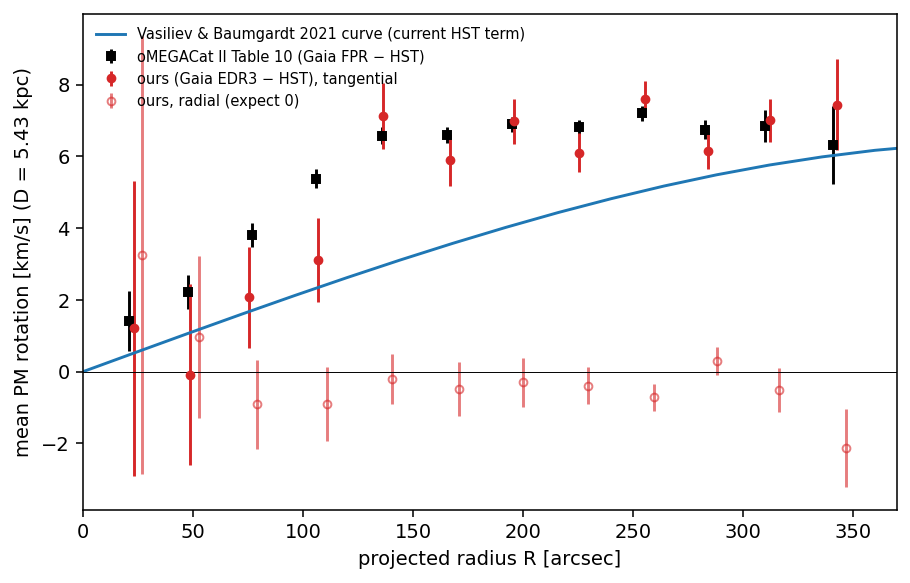 Vasiliev & Baumgardt 2021 curve (current HST term)
oMEGACat II Table 10 (Gaia FPR − HST)
ours (Gaia EDR3 − HST), tangential
ours, radial (expect 0)
mean PM rotation [km/s] (D = 5.43 kpc)
8
6
4
2
0
−2
0 50 100 150 200 250 300 350
projected radius R [arcsec]